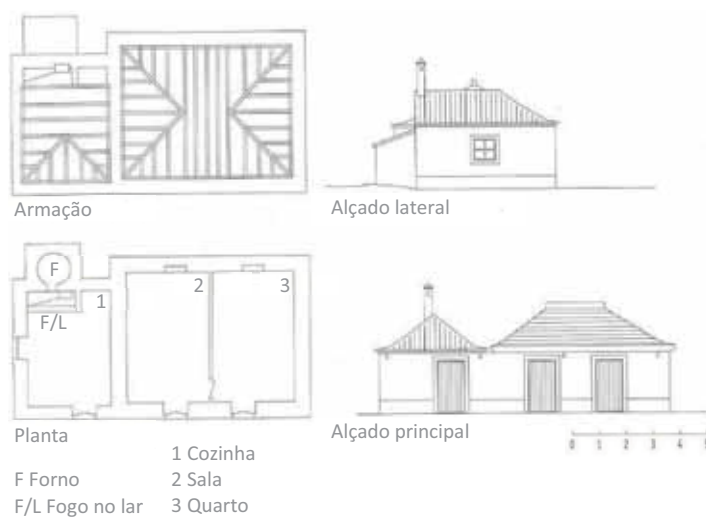 Armação
Alçado lateral
F
F/L
1
2
3
Planta
Alçado principal
0 1 2 3 4 5
1 Cozinha
F Forno
2 Sala
F/L Fogo no lar
3 Quarto